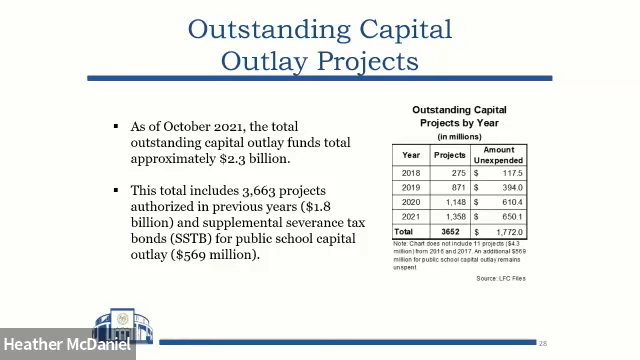 Outstanding Capital
Outlay Projects
▪ As of October 2021, the total
outstanding capital outlay funds total
approximately $2.3 billion.
▪ This total includes 3,663 projects
authorized in previous years ($1.8
billion) and supplemental severance tax
bonds (SSTB) for public school capital
outlay ($569 million).
Outstanding Capital
Projects by Year
(in millions)
Year Projects Amount
Unexpended
2018 275 $ 117.5
2019 871 $ 394.0
2020 1,148 $ 610.4
2021 1,358 $ 650.1
Total 3652 $ 1,772.0
Note: Chart does not include 11 projects ($4.3
million) from 2016 and 2017. An additional $569
million for public school capital outlay remains
unspent.
Source: LFC Files
Heather McDaniel
28